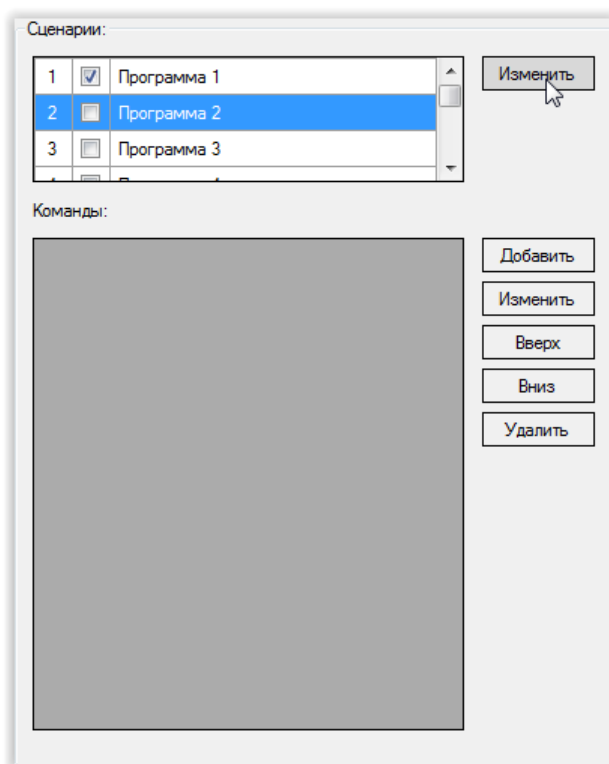 Сценарии:
1 Программа 1
Изменить
2 Программа 2
3 Программа 3
Команды:
Добавить
Изменить
Вверх
Вниз
Удалить